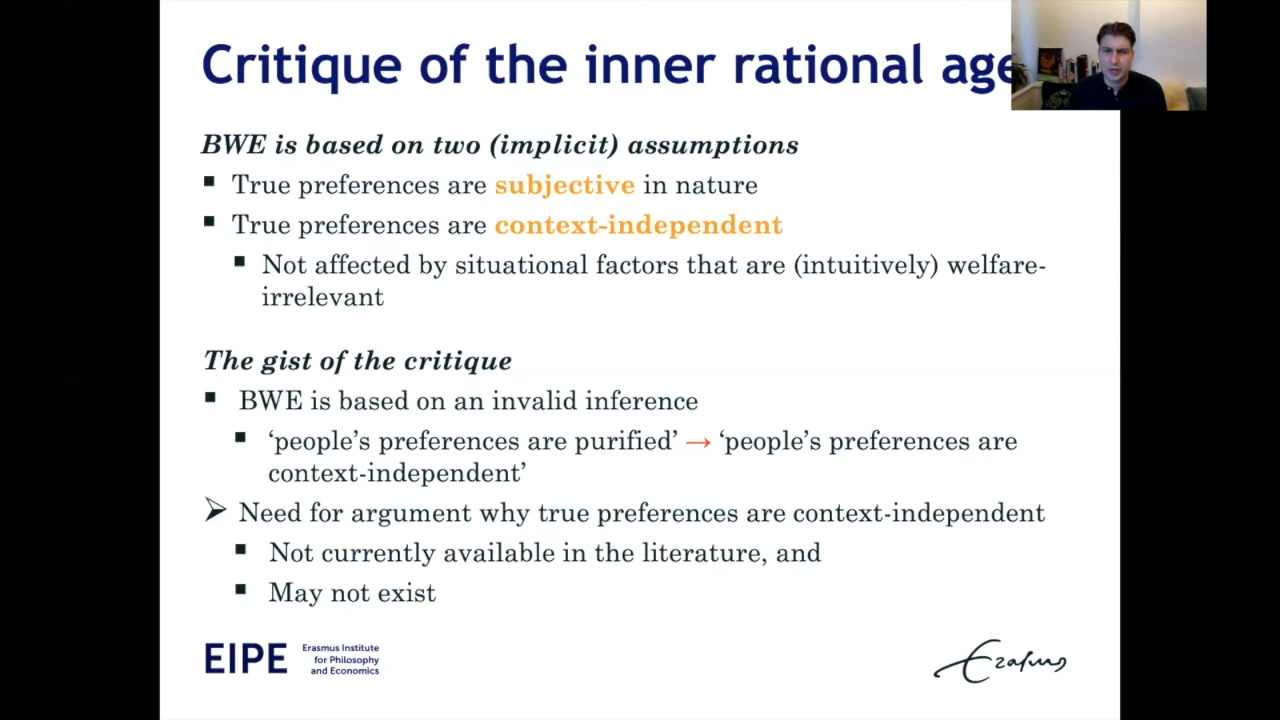 Critique of the inner rational age
BWE is based on two (implicit) assumptions
▪ True preferences are subjective in nature
▪ True preferences are context-independent
▪ Not affected by situational factors that are (intuitively) welfare-
irrelevant
The gist of the critique
▪ BWE is based on an invalid inference
▪ ‘people’s preferences are purified’ → ‘people’s preferences are
context-independent’
➢ Need for argument why true preferences are context-independent
▪ Not currently available in the literature, and
▪ May not exist
EIPE
Erasmus Institute
for Philosophy
and Economics
Erasmus